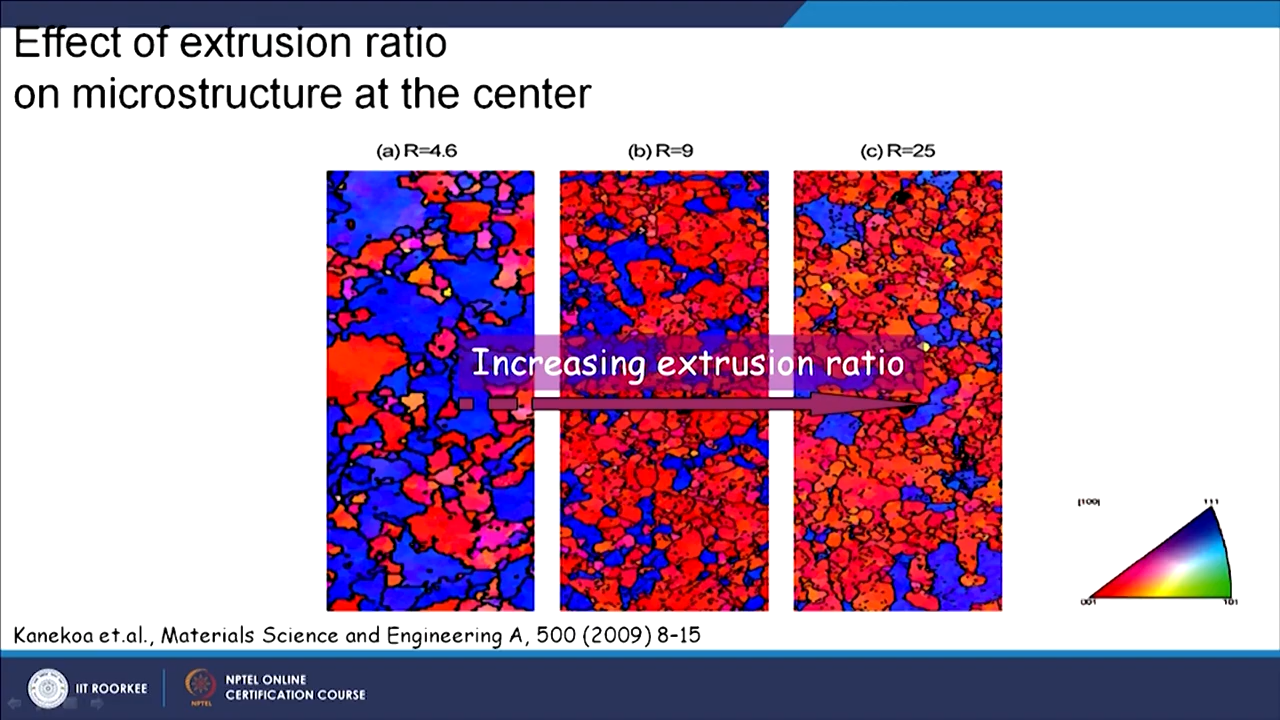 Effect of extrusion ratio
on microstructure at the center
(a) R=4.6
(b) R=9
(c) R=25
Increasing extrusion ratio
[100]
111
001
101
Kanekoa et.al., Materials Science and Engineering A, 500 (2009) 8-15
IIT ROORKEE
NPTEL
NPTEL ONLINE
CERTIFICATION COURSE